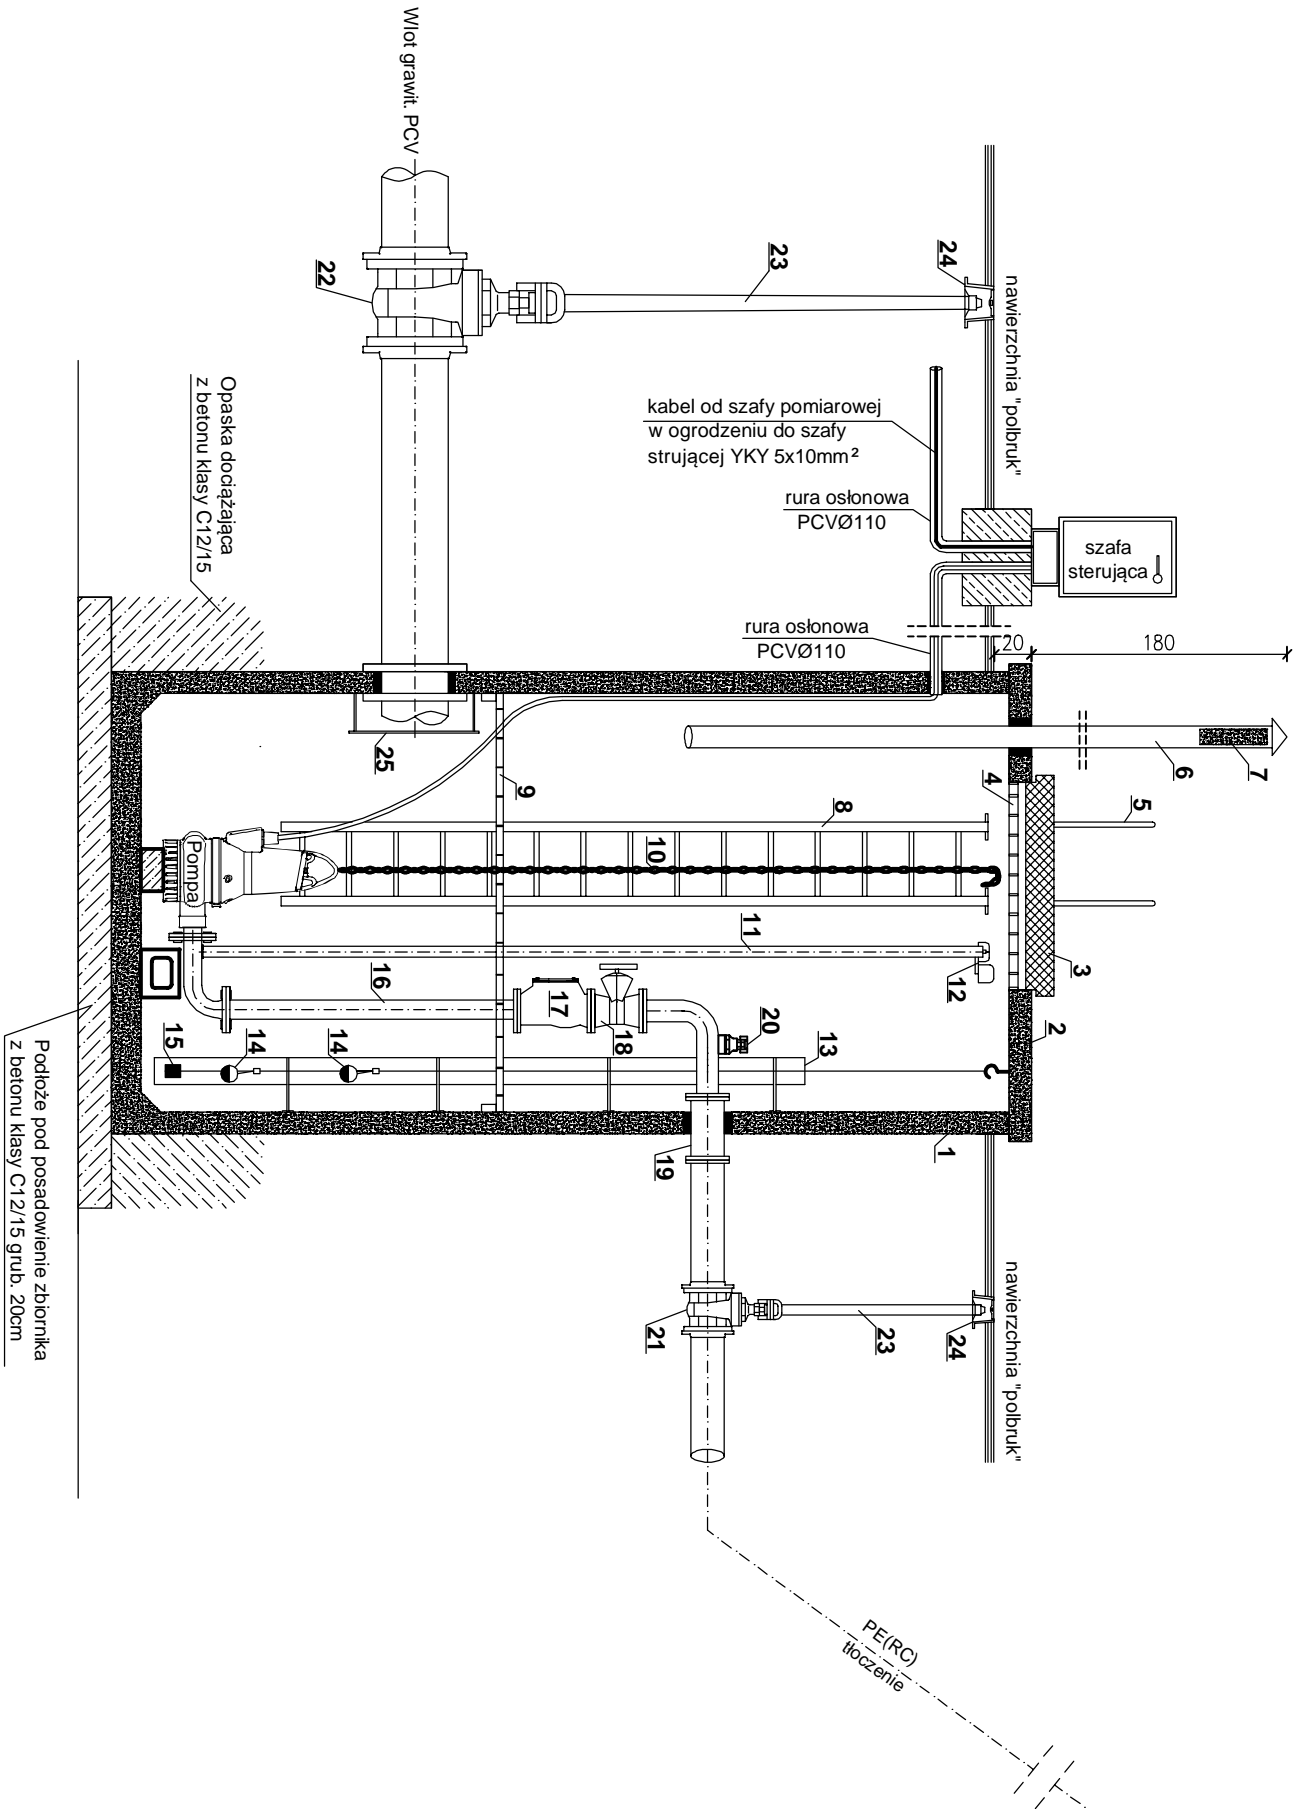 Wlot grawit. PCV
22
23
24
nawierzchnia "polbruk"
kabel od szafy pomiarowej
w ogrodzeniu do szafy
strującej YKY 5x10mm²
rura osłonowa
PCVØ110
szafa
sterująca
rura osłonowa
PCVØ110
20
180
Opaska dociążająca
z betonu klasy C12/15
25
9
8
4
5
6
7
10
Pompa
11
12
3
2
16
17
18
20
13
15
14
14
1
19
21
23
24
nawierzchnia "polbruk"
Podłoże pod posadowienie zbiornika
z betonu klasy C12/15 grub. 20cm
PE(RC)
tłoczenie